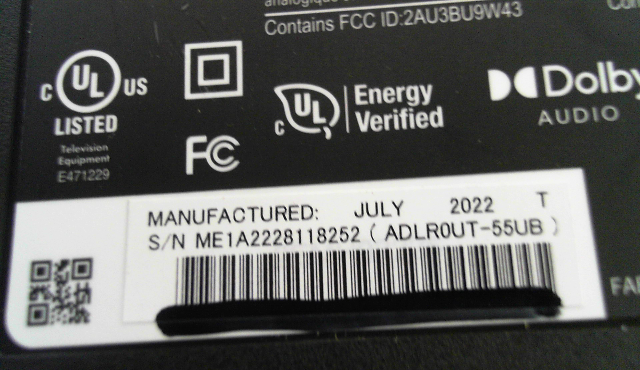 Contains FCC ID:2AU3BU9W43
C UL US
LISTED
Television
Equipment
E471229
FC
C UL
Energy
Verified
Dolby
AUDIO
MANUFACTURED: JULY 2022 T
S/N ME1A2228118252 ( ADLR0UT-55UB )